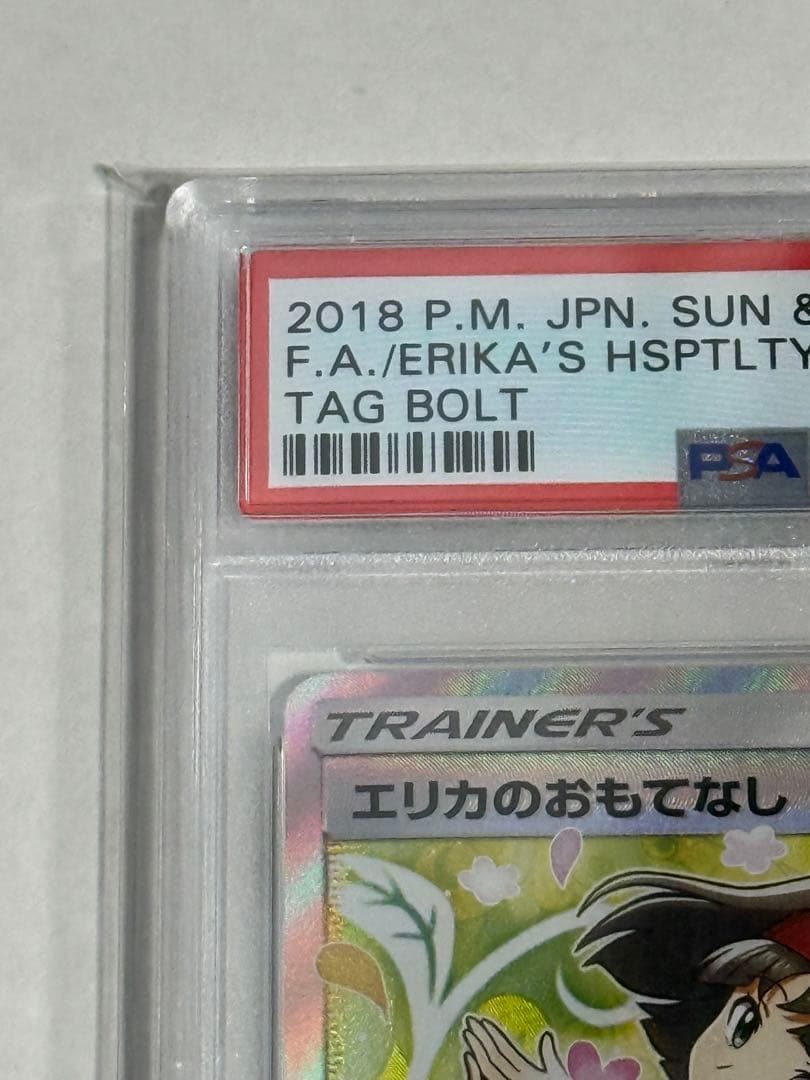 2018 P.M. JPN. SUN &
F.A./ERIKA'S HSPTLTY
TAG BOLT
PSA
TRAINER'S
エリカのおもてなし